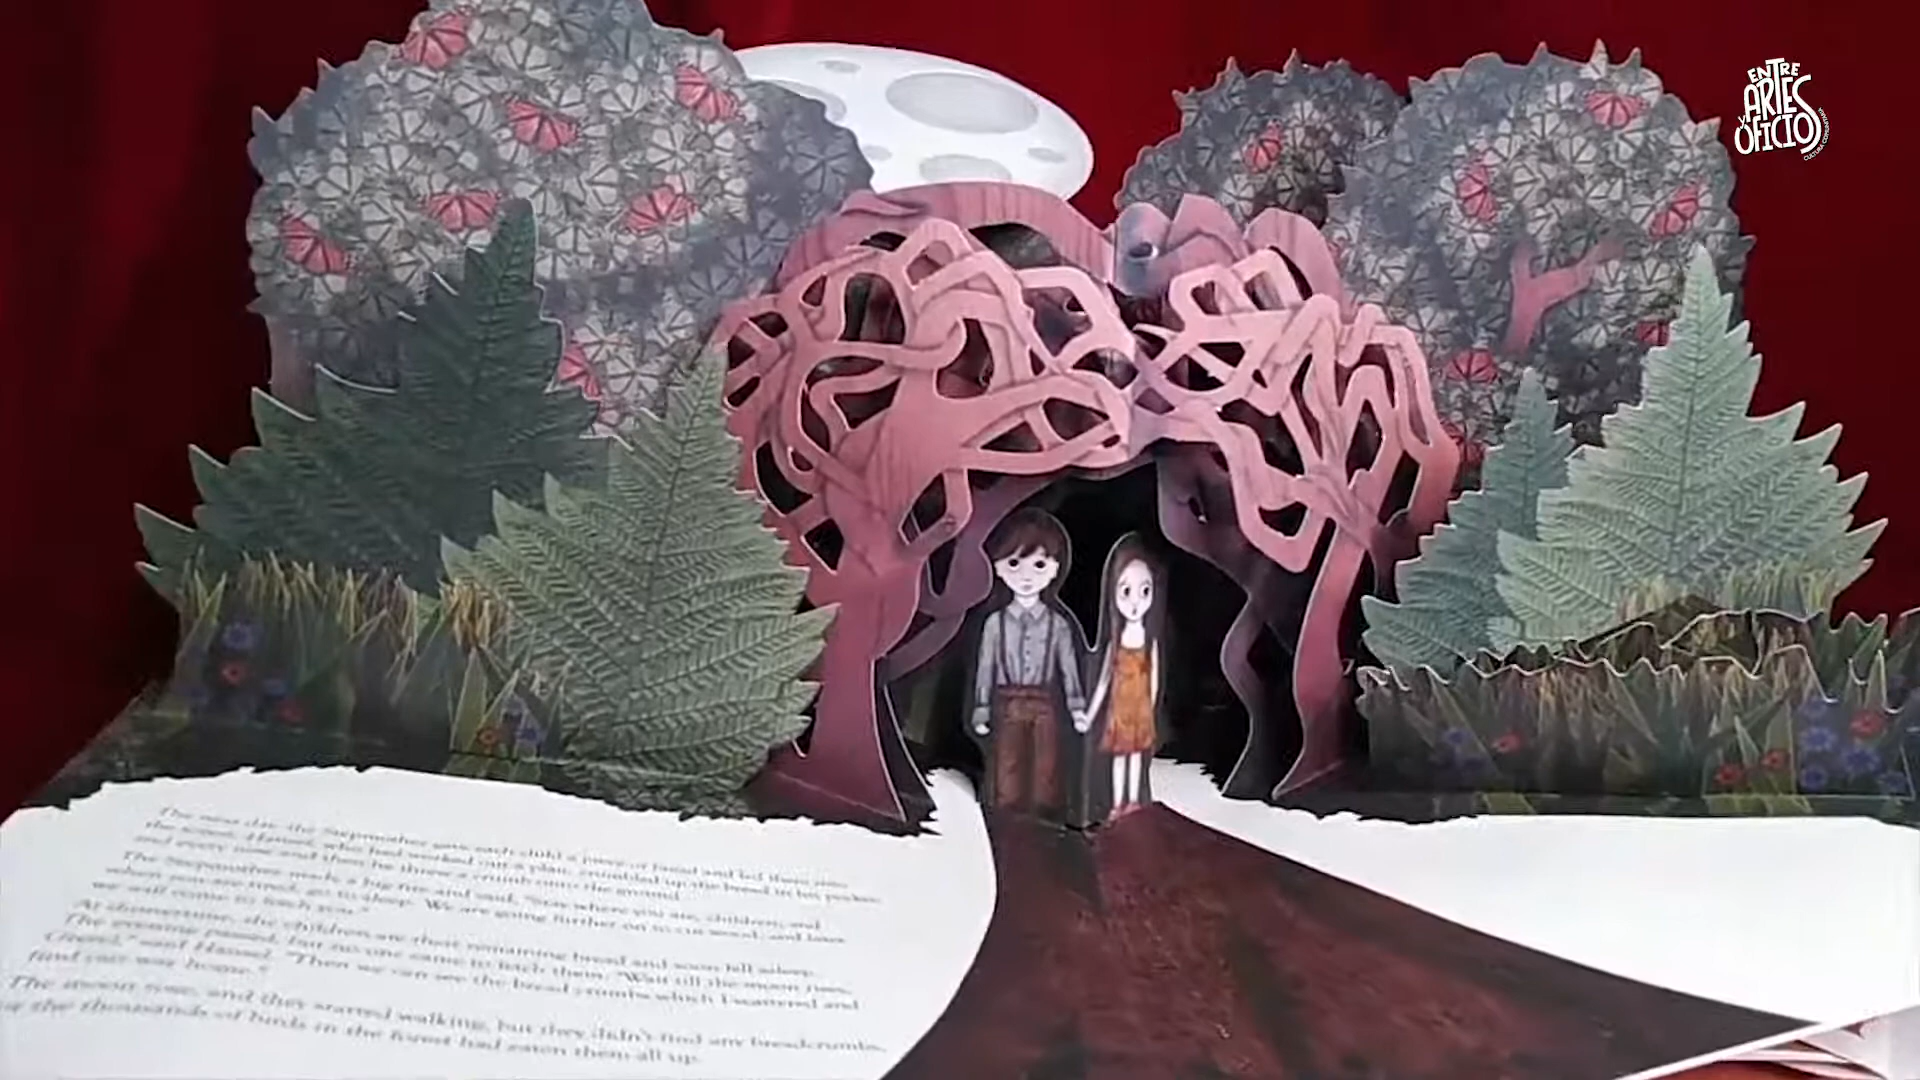 The next day, the Stepmother gave each child a piece of bread and led them into
the forest. Hansel, who had worked out a plan, crumbled up the bread in his pocket
and every now and then he threw a crumb onto the ground.
The Stepmother made a big fire and said, "Stay where you are, children, and
when you are tired, go to sleep. We are going further on to cut wood, and later
we will come to fetch you."
At dinnertime, the children ate their remaining bread and soon fell asleep.
The evening passed, but no one came to fetch them. "Wait till the moon rises,
Gretel," said Hansel. "Then we can see the bread crumbs which I scattered and
find our way home."
The moon rose, and they started walking, but they didn't find any breadcrumbs,
the thousands of birds in the forest had eaten them all up.
ENTRE
ARTES
Y OFICIOS
CULTURA COMUNITARIA